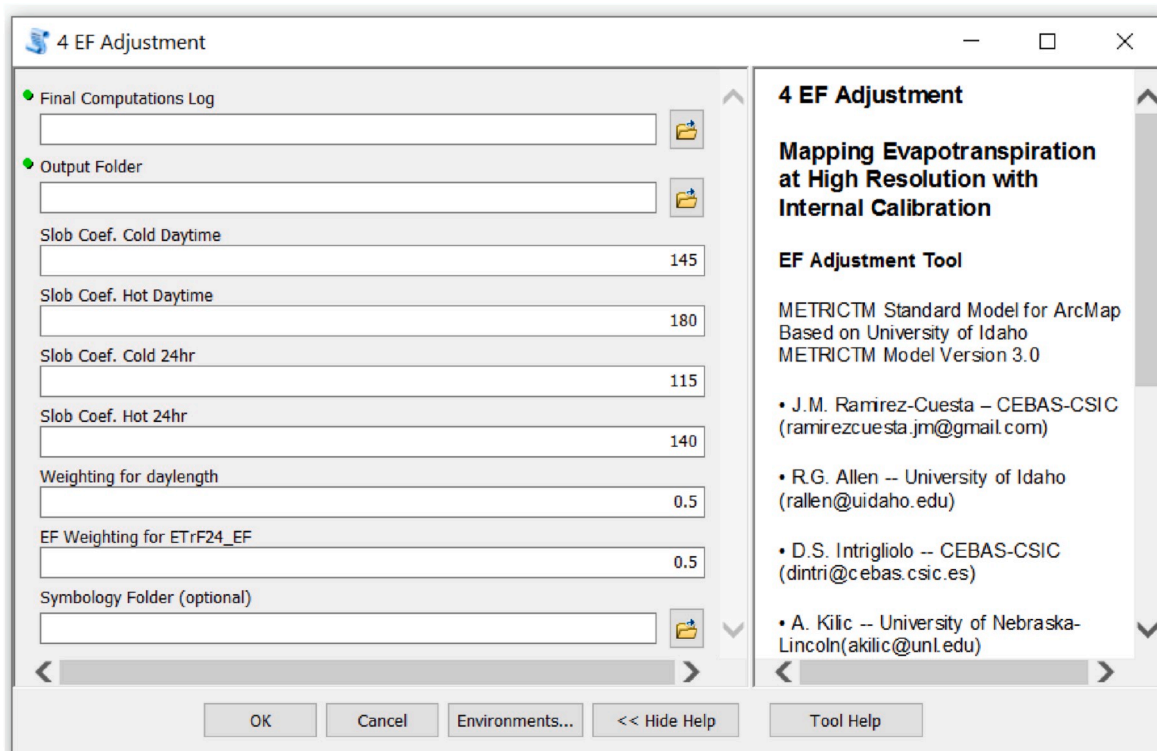 4 EF Adjustment
Final Computations Log
Output Folder
Slob Coef. Cold Daytime
145
Slob Coef. Hot Daytime
180
Slob Coef. Cold 24hr
115
Slob Coef. Hot 24hr
140
Weighting for daylength
0.5
EF Weighting for ETrF24_EF
0.5
Symbology Folder (optional)
4 EF Adjustment
Mapping Evapotranspiration
at High Resolution with
Internal Calibration
EF Adjustment Tool
METRICTM Standard Model for ArcMap
Based on University of Idaho
METRICTM Model Version 3.0
• J.M. Ramirez-Cuesta – CEBAS-CSIC
(ramirezcuesta.jm@gmail.com)
• R.G. Allen -- University of Idaho
(rallen@uidaho.edu)
• D.S. Intrigliolo -- CEBAS-CSIC
(dintri@cebas.csic.es)
• A. Kilic -- University of Nebraska-
Lincoln(akilic@unl.edu)
OK
Cancel
Environments...
<< Hide Help
Tool Help